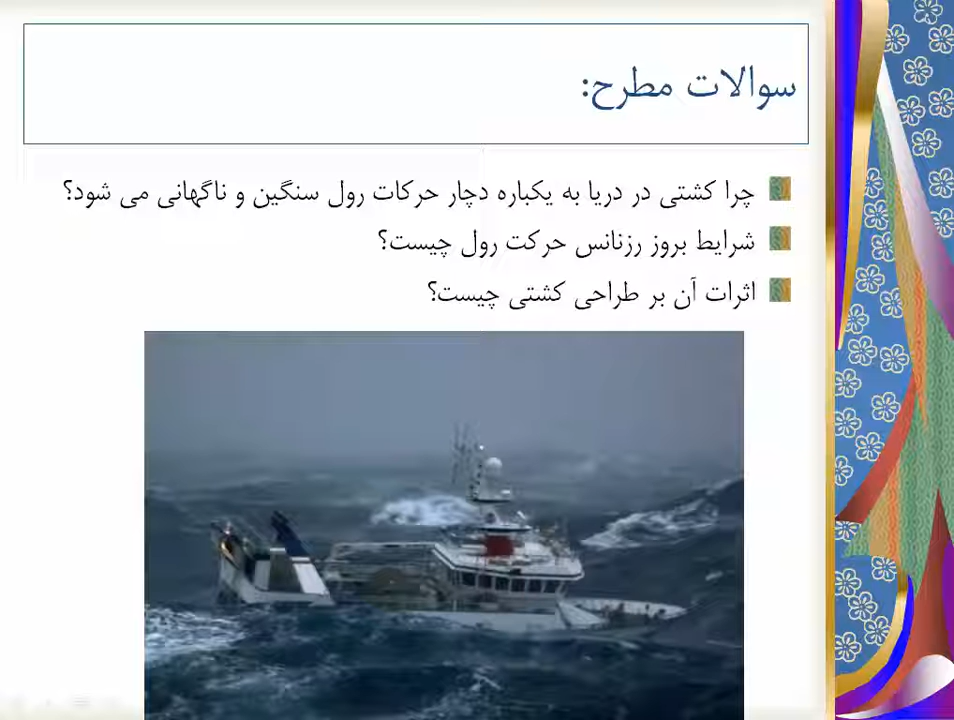 سوالات مطرح:
چرا کشتی در دریا به یکباره دچار حرکات رول سنگین و ناگهانی می شود؟
شرایط بروز رزنانس حرکت رول چیست؟
اثرات آن بر طراحی کشتی چیست؟